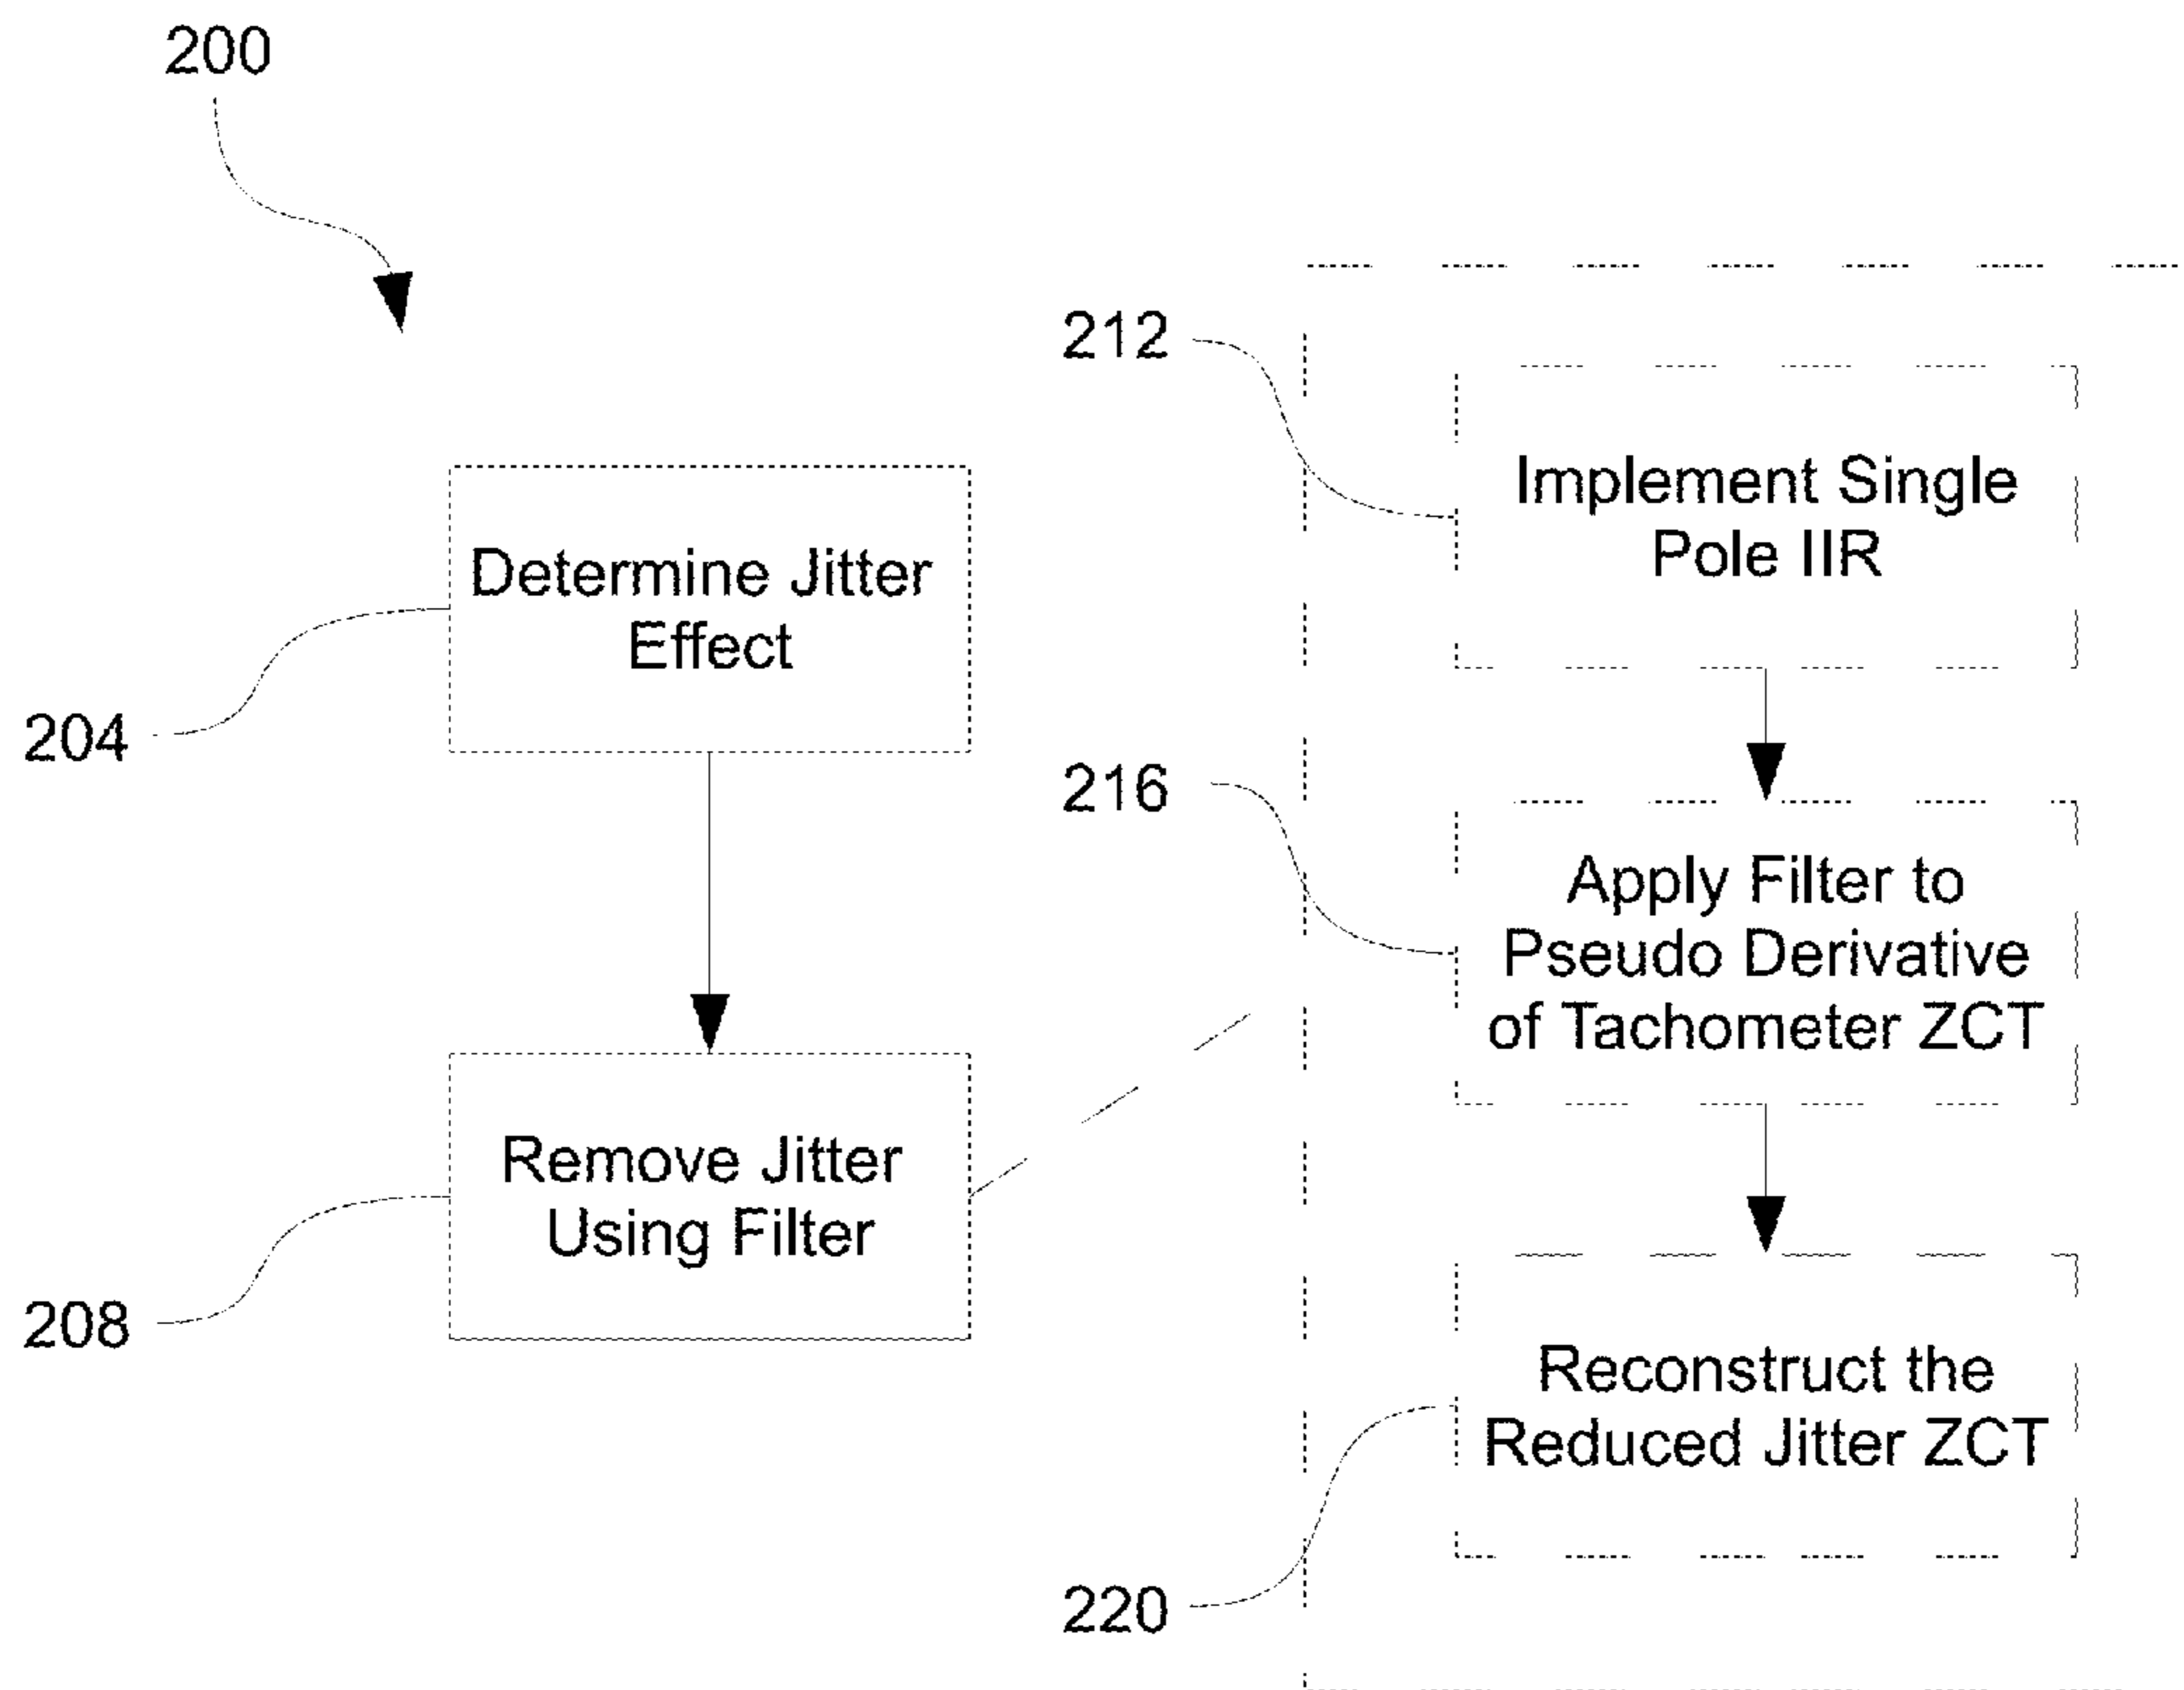 200
212
Implement Single
Pole IIR
Determine Jitter
Effect
204
216
Apply Filter to
Pseudo Derivative
of Tachometer ZCT
Remove Jitter
Using Filter
208
Reconstruct the
Reduced Jitter ZCT
220